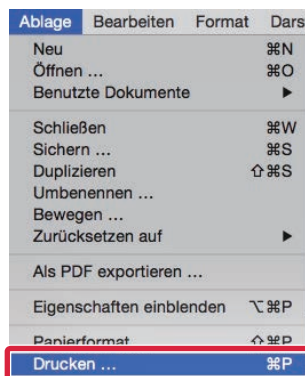 Ablage Bearbeiten Format Dars
Neu ⌘N
Öffnen ... ⌘O
Benutzte Dokumente ▶
Schließen ⌘W
Sichern ... ⌘S
Duplizieren ⇧⌘S
Umbenennen ...
Bewegen ...
Zurücksetzen auf ▶
Als PDF exportieren ...
Eigenschaften einblenden ⌥⌘P
Papierformat ⇧⌘P
Drucken ... ⌘P